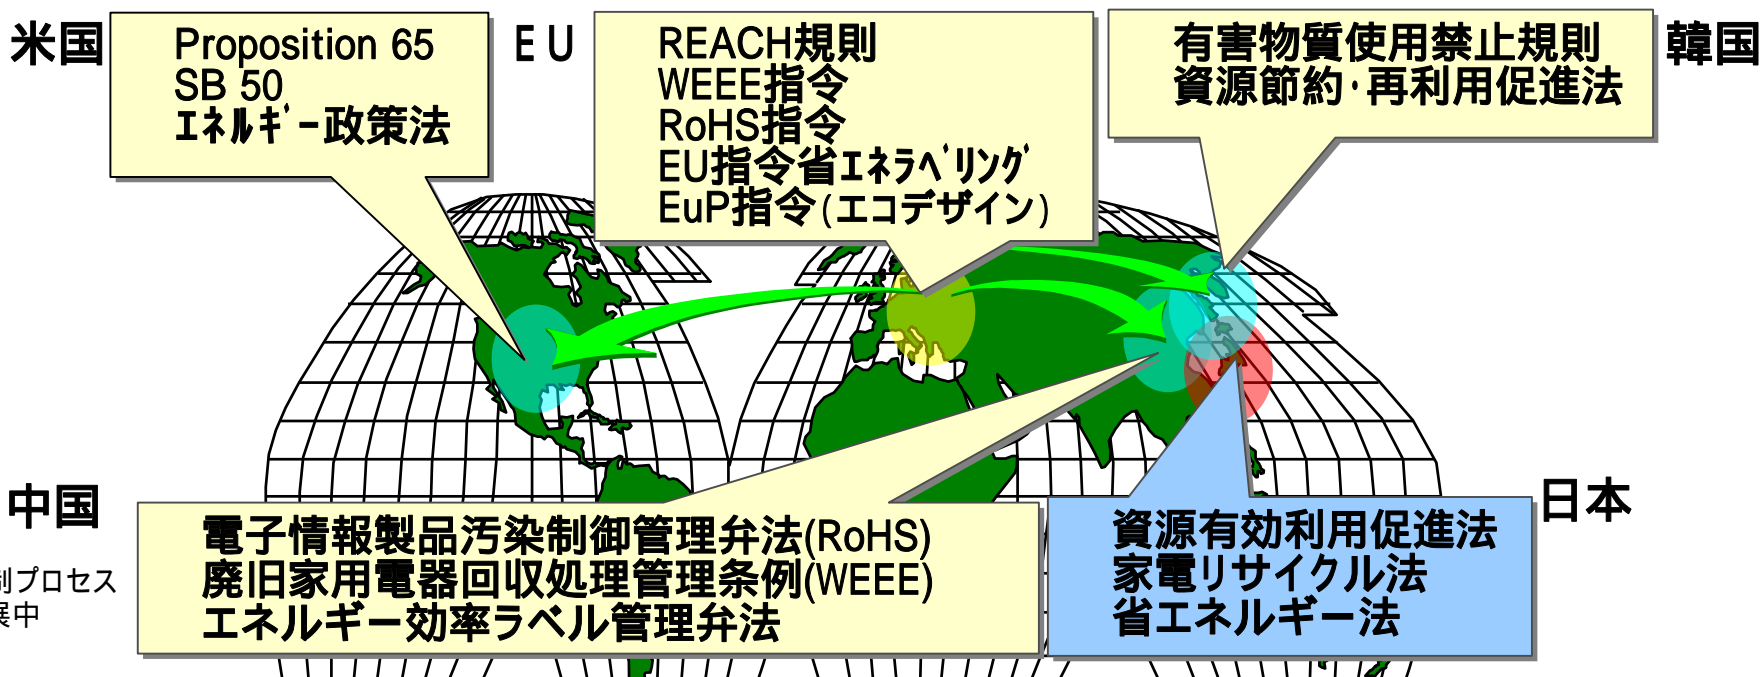 米国
Proposition 65
SB 50
ｴﾈﾙｷﾞｰ政策法
ＥＵ
REACH規則
WEEE指令
RoHS指令
EU指令省ｴﾈﾗﾍﾞﾘﾝｸﾞ
EuP指令(エコデザイン)
有害物質使用禁止規則
資源節約･再利用促進法
韓国
中国
制プロセス
展中
電子情報製品汚染制御管理弁法(RoHS)
廃旧家用電器回収処理管理条例(WEEE)
エネルギー効率ラベル管理弁法
資源有効利用促進法
家電リサイクル法
省エネルギー法
日本